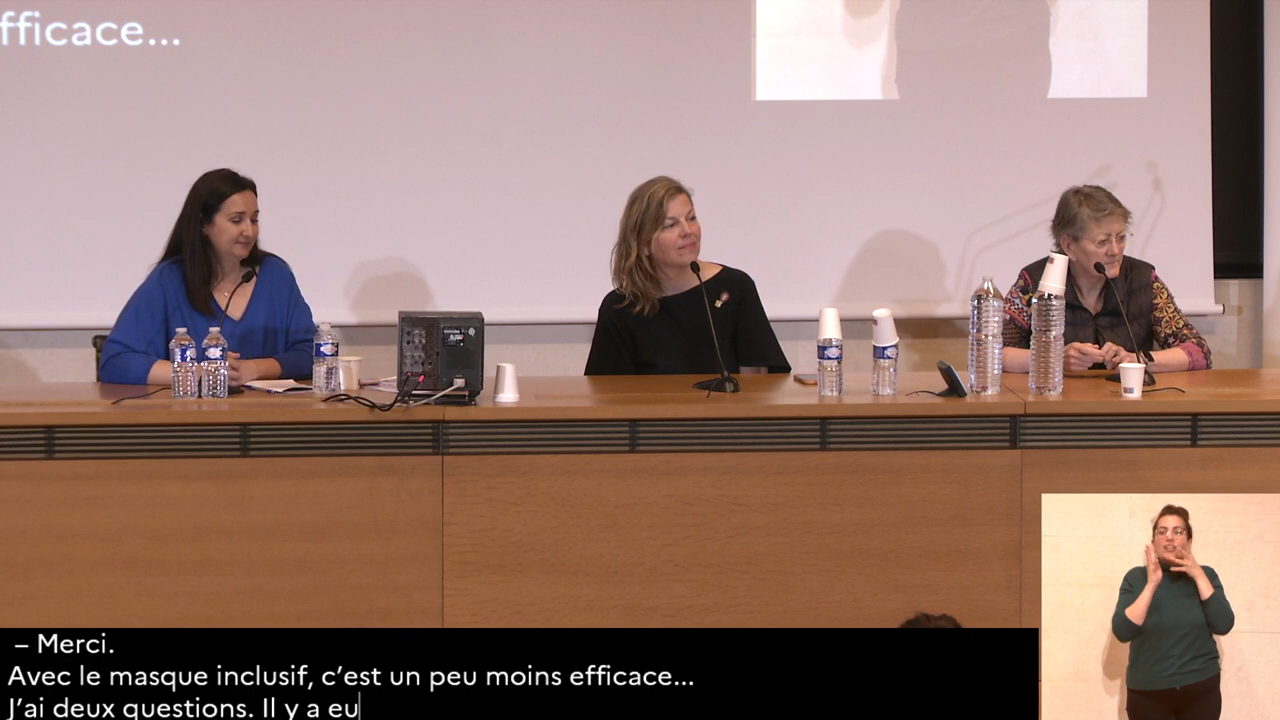 fficace...
– Merci.
Avec le masque inclusif, c'est un peu moins efficace...
J'ai deux questions. Il y a eu